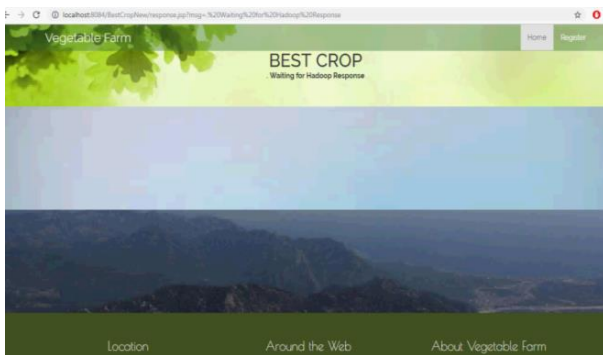 localhost:8084/BestCropNew/response.jsp?msg=.%20Waiting%20for%20Hadoop%20Response
Vegetable Farm
Home
Register
BEST CROP
. Waiting for Hadoop Response
Location
Around the Web
About Vegetable Farm